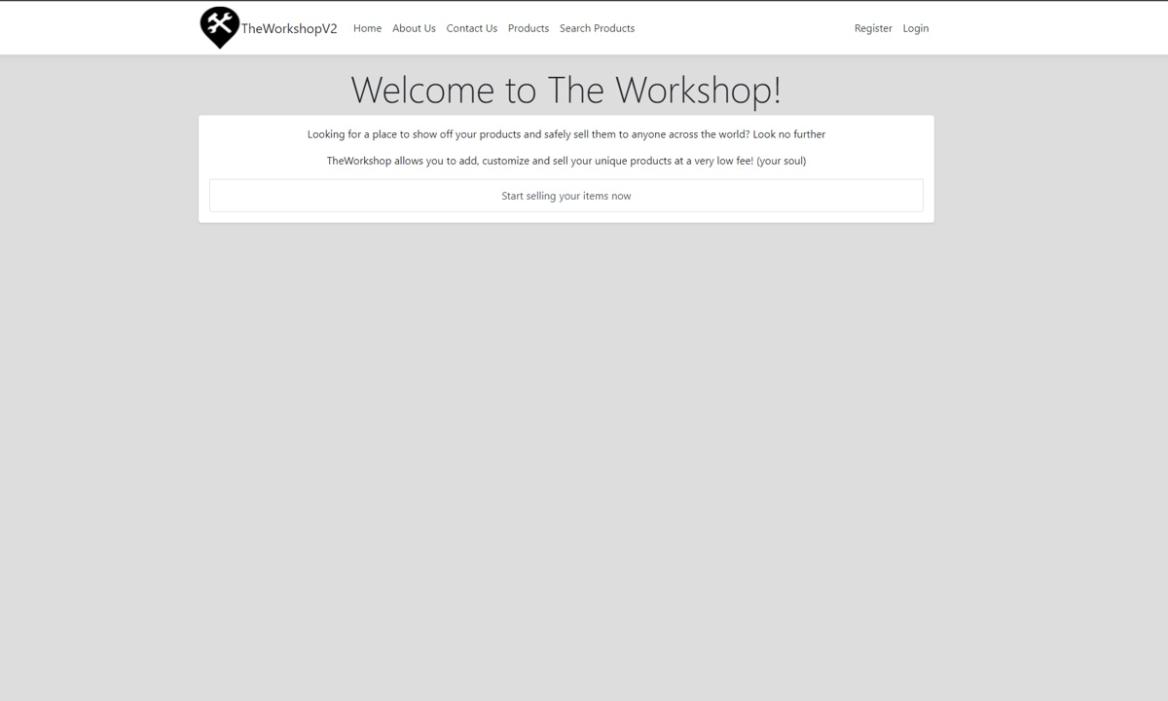 TheWorkshopV2 Home About Us Contact Us Products Search Products Register Login
Welcome to The Workshop!
Looking for a place to show off your products and safely sell them to anyone across the world? Look no further
TheWorkshop allows you to add, customize and sell your unique products at a very low fee! (your soul)
Start selling your items now